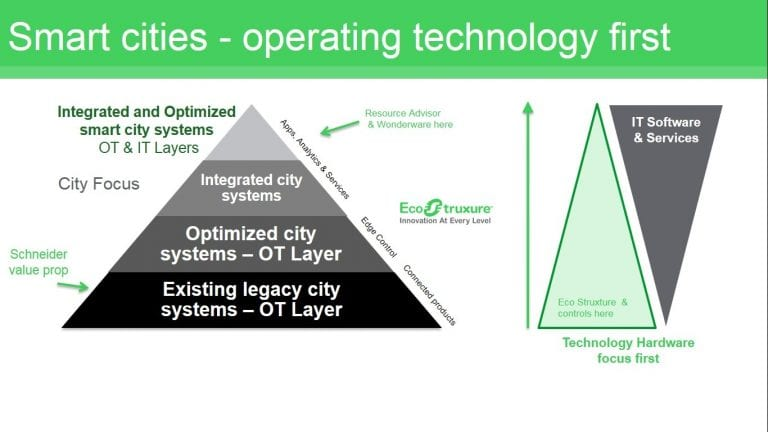 Smart cities - operating technology first
Integrated and Optimized
smart city systems
OT & IT Layers
City Focus
Schneider
value prop
Integrated city
systems
Optimized city
systems – OT Layer
Existing legacy city
systems – OT Layer
Apps, Analytics & Services
Edge Control
Connected products
Resource Advisor
& Wonderware here
EcoStruxure
Innovation At Every Level
IT Software
& Services
Eco Struxture &
controls here
Technology Hardware
focus first